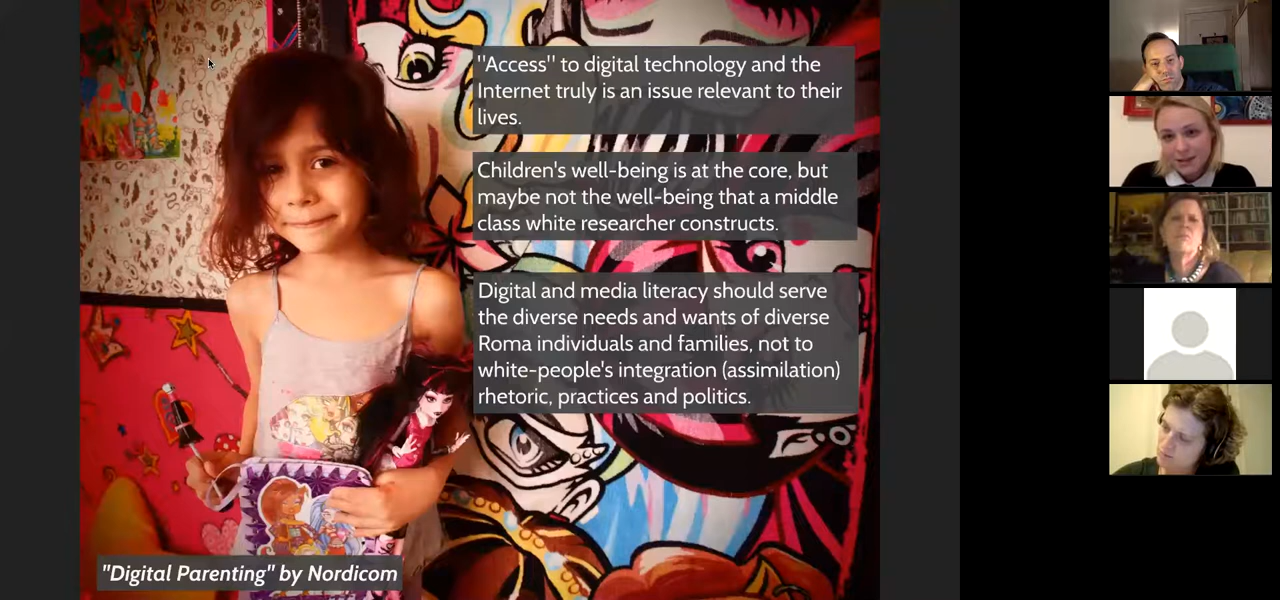 "Access" to digital technology and the
Internet truly is an issue relevant to their
lives.
Children's well-being is at the core, but
maybe not the well-being that a middle
class white researcher constructs.
Digital and media literacy should serve
the diverse needs and wants of diverse
Roma individuals and families, not to
white-people's integration (assimilation)
rhetoric, practices and politics.
"Digital Parenting" by Nordicom